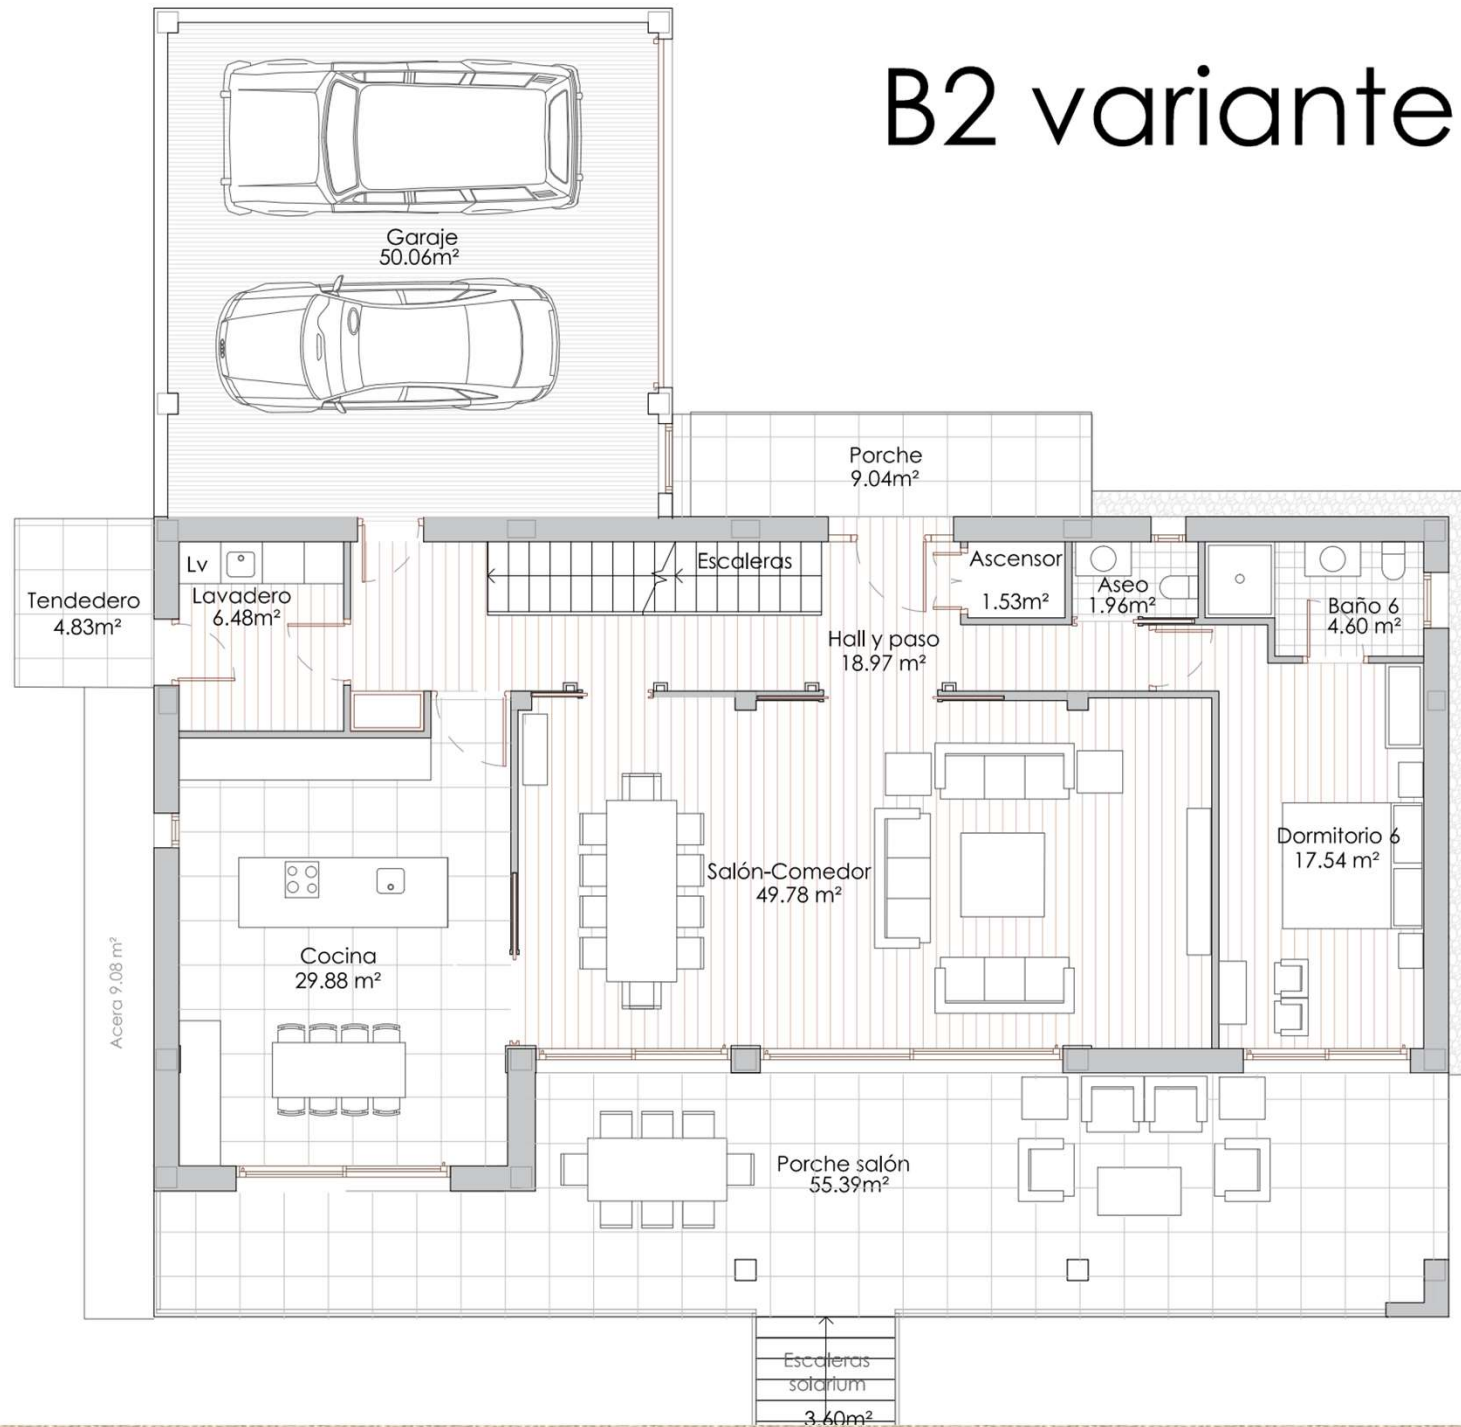 B2 variante
Garaje
50.06m²
Porche
9.04m²
Escaleras
Ascensor
1.53m²
Aseo
1.96m²
Baño 6
4.60 m²
Lv
Lavadero
6.48m²
Tendedero
4.83m²
Hall y paso
18.97 m²
Salón-Comedor
49.78 m²
Dormitorio 6
17.54 m²
Cocina
29.88 m²
Acera 9.08 m²
Porche salón
55.39m²
Escaleras
solarium
3.60m²